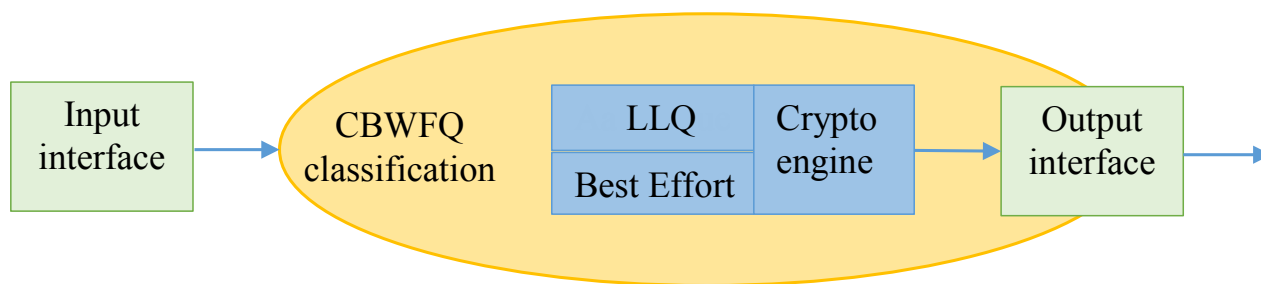 Input
interface
CBWFQ
classification
LLQ
Best Effort
Crypto
engine
Output
interface